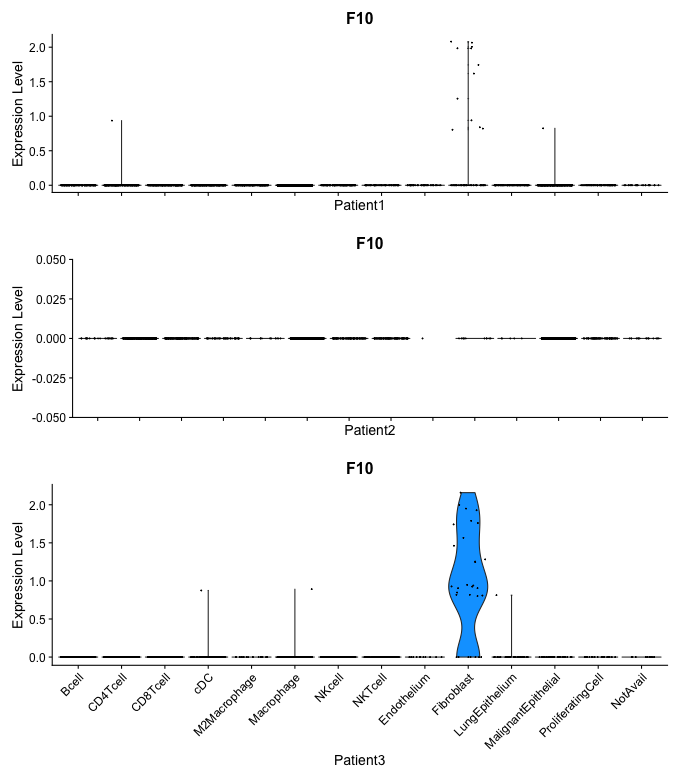 F10
Expression Level
2.0
1.5
1.0
0.5
0.0
Patient1
F10
Expression Level
0.050
0.025
0.000
-0.025
-0.050
Patient2
F10
Expression Level
2.0
1.5
1.0
0.5
0.0
Bcell
CD4Tcell
CD8Tcell
cDC
M2Macrophage
Macrophage
NKcell
NKTcell
Endothelium
Fibroblast
LungEpithelium
MalignantEpithelial
ProliferatingCell
NotAvail
Patient3